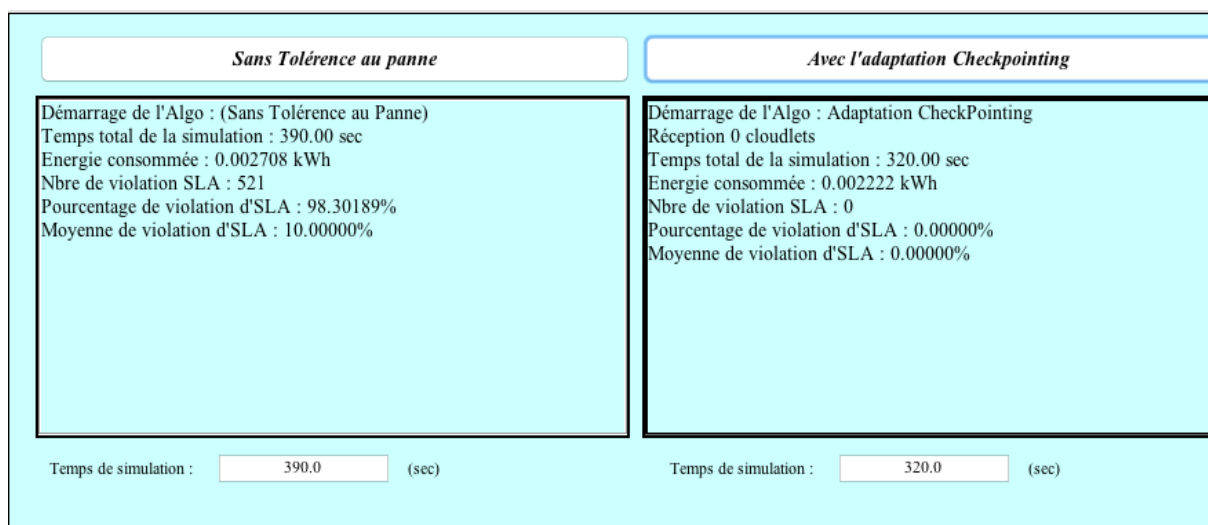 Sans Tolérence au panne
Démarrage de l'Algo : (Sans Tolérence au Panne)
Temps total de la simulation : 390.00 sec
Energie consommée : 0.002708 kWh
Nbre de violation SLA : 521
Pourcentage de violation d'SLA : 98.30189%
Moyenne de violation d'SLA : 10.00000%
Temps de simulation : 390.0 (sec)
Avec l'adaptation Checkpointing
Démarrage de l'Algo : Adaptation CheckPointing
Réception 0 cloudlets
Temps total de la simulation : 320.00 sec
Energie consommée : 0.002222 kWh
Nbre de violation SLA : 0
Pourcentage de violation d'SLA : 0.00000%
Moyenne de violation d'SLA : 0.00000%
Temps de simulation : 320.0 (sec)